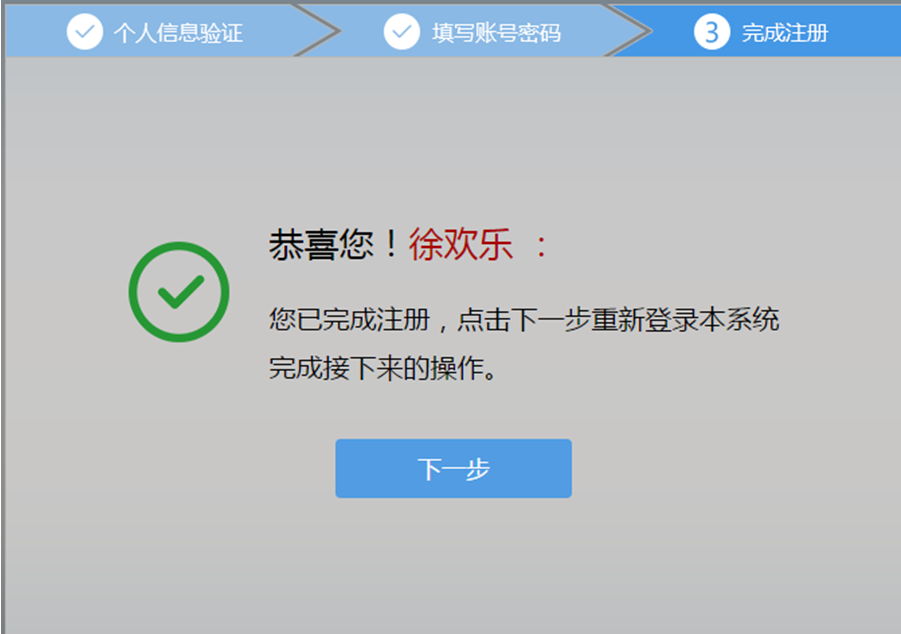 个人信息验证
填写账号密码
3 完成注册
恭喜您！徐欢乐 ：
您已完成注册，点击下一步重新登录本系统
完成接下来的操作。
下一步